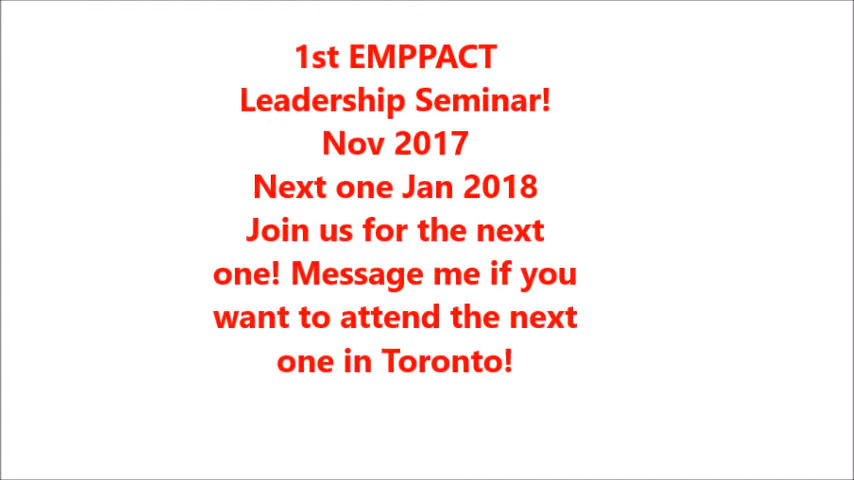 1st EMPPACT
Leadership Seminar!
Nov 2017
Next one Jan 2018
Join us for the next
one! Message me if you
want to attend the next
one in Toronto!